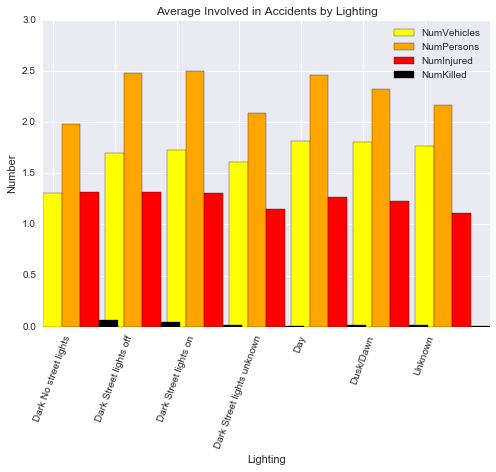 Average Involved in Accidents by Lighting
3.0
2.5
2.0
1.5
1.0
0.5
0.0
Number
NumVehicles
NumPersons
NumInjured
NumKilled
Dark No street lights
Dark Street lights off
Dark Street lights on
Dark Street lights unknown
Day
Dusk/Dawn
Unknown
Lighting